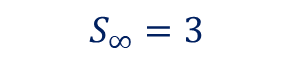 S∞ = 3